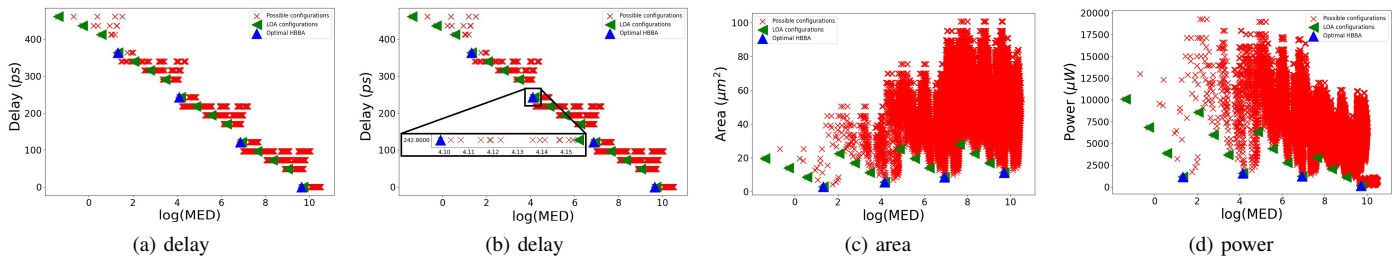 Possible configurations
LOA configurations
Optimal HBBA
Delay (ps)
400
300
200
100
0
0 2 4 6 8 10
log(MED)
(a) delay
Possible configurations
LOA configurations
Optimal HBBA
Delay (ps)
400
300
200
100
0
242.8000
4.10 4.12 4.13 4.14 4.15
0 2 4 6 8 10
log(MED)
(b) delay
Possible configurations
LOA configurations
Optimal HBBA
Area (μm²)
100
80
60
40
20
0
0 2 4 6 8 10
log(MED)
(c) area
Possible configurations
LOA configurations
Optimal HBBA
Power (μW)
20000
17500
15000
12500
10000
7500
5000
2500
0
0 2 4 6 8 10
log(MED)
(d) power